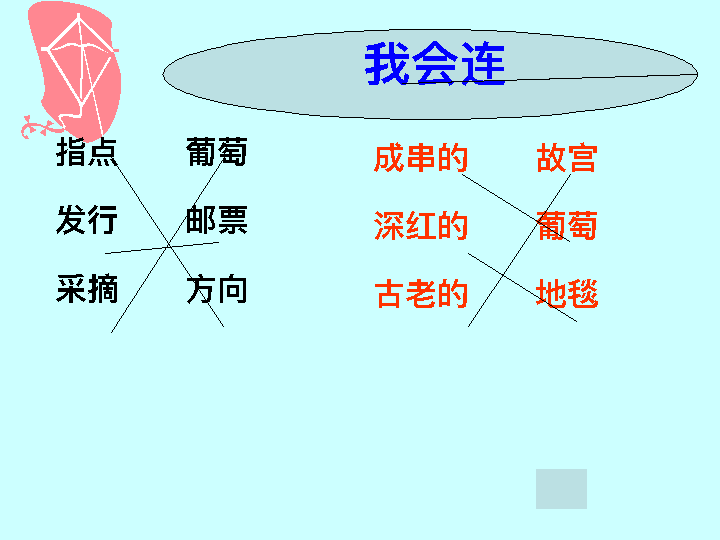 我会连
指点 葡萄 成串的 故宫
发行 邮票 深红的 葡萄
采摘 方向 古老的 地毯